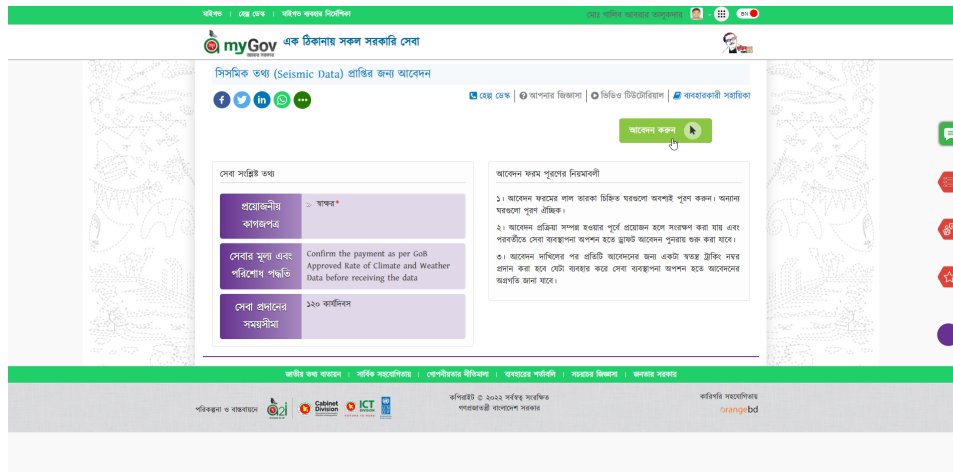 মাইগভ | হেল্প ডেস্ক | মাইগভ ব্যবহার নির্দেশিকা
মোঃ গালিব আবরার তালুকদার
EN
myGov এক ঠিকানায় সকল সরকারি সেবা
সিসমিক তথ্য (Seismic Data) প্রাপ্তির জন্য আবেদন
হেল্প ডেস্ক | আপনার জিজ্ঞাসা | ভিডিও টিউটোরিয়াল | ব্যবহারকারী সহায়িকা
আবেদন করুন
সেবা সংশ্লিষ্ট তথ্য
প্রয়োজনীয়
কাগজপত্র
স্বাক্ষর*
সেবার মূল্য এবং
পরিশোধ পদ্ধতি
Confirm the payment as per GoB
Approved Rate of Climate and Weather
Data before receiving the data
সেবা প্রদানের
সময়সীমা
১২০ কার্যদিবস
আবেদন ফরম পূরণের নিয়মাবলী
১। আবেদন ফরমের লাল তারকা চিহ্নিত ঘরগুলো অবশ্যই পূরণ করুন। অন্যান্য
ঘরগুলো পূরণ ঐচ্ছিক।
২। আবেদন প্রক্রিয়া সম্পন্ন হওয়ার পূর্বে প্রয়োজন হলে সংরক্ষণ করা যায় এবং
পরবর্তীতে সেবা ব্যবস্থাপনা অপশন হতে ড্রাফট আবেদন পুনরায় শুরু করা যাবে।
৩। আবেদন দাখিলের পর প্রতিটি আবেদনের জন্য একটা স্বতন্ত্র ট্র্যাকিং নম্বর
প্রদান করা হবে যেটা ব্যবহার করে সেবা ব্যবস্থাপনা অপশন হতে আবেদনের
অগ্রগতি জানা যাবে।
জাতীয় তথ্য বাতায়ন | সার্বিক সহযোগিতায় | গোপনীয়তার নীতিমালা | ব্যবহারের শর্তাবলি | সচরাচর জিজ্ঞাসা | জনতার সরকার
পরিকল্পনা ও বাস্তবায়নে
a2i
Cabinet
Division
ICT
DIVISION
কপিরাইট © ২০২২ সর্বস্বত্ব সংরক্ষিত
গণপ্রজাতন্ত্রী বাংলাদেশ সরকার
কারিগরি সহযোগিতায়
orangebd